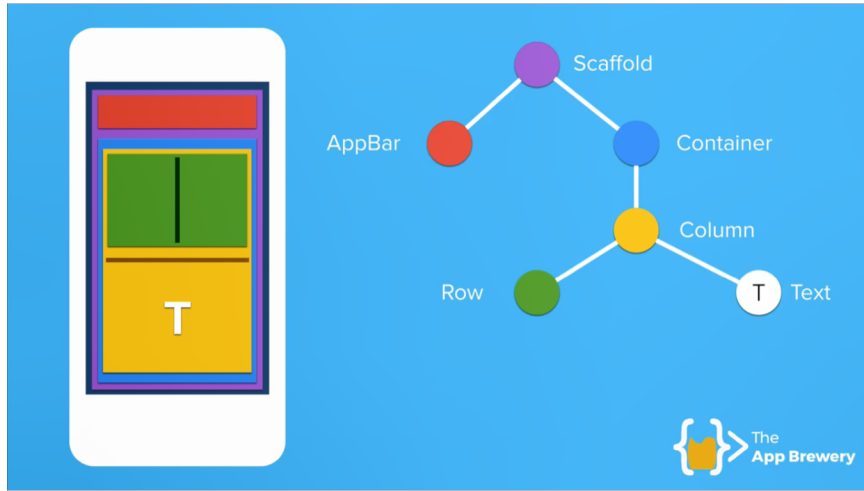 Scaffold
AppBar
Container
Column
Row
T
Text
T
The
App Brewery